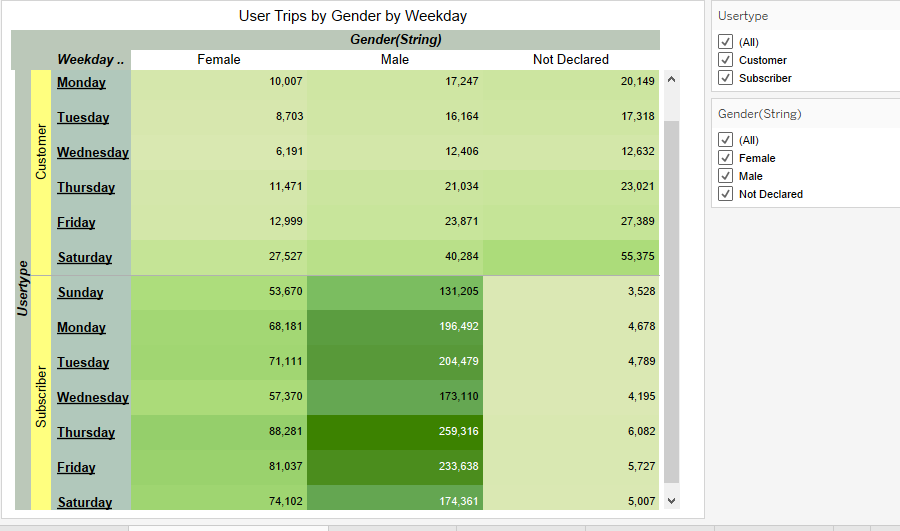 User Trips by Gender by Weekday
Gender(String)
Weekday .. Female Male Not Declared
Usertype
Customer
Monday 10,007 17,247 20,149
Tuesday 8,703 16,164 17,318
Wednesday 6,191 12,406 12,632
Thursday 11,471 21,034 23,021
Friday 12,999 23,871 27,389
Saturday 27,527 40,284 55,375
Subscriber
Sunday 53,670 131,205 3,528
Monday 68,181 196,492 4,678
Tuesday 71,111 204,479 4,789
Wednesday 57,370 173,110 4,195
Thursday 88,281 259,316 6,082
Friday 81,037 233,638 5,727
Saturday 74,102 174,361 5,007
Usertype
(All)
Customer
Subscriber
Gender(String)
(All)
Female
Male
Not Declared